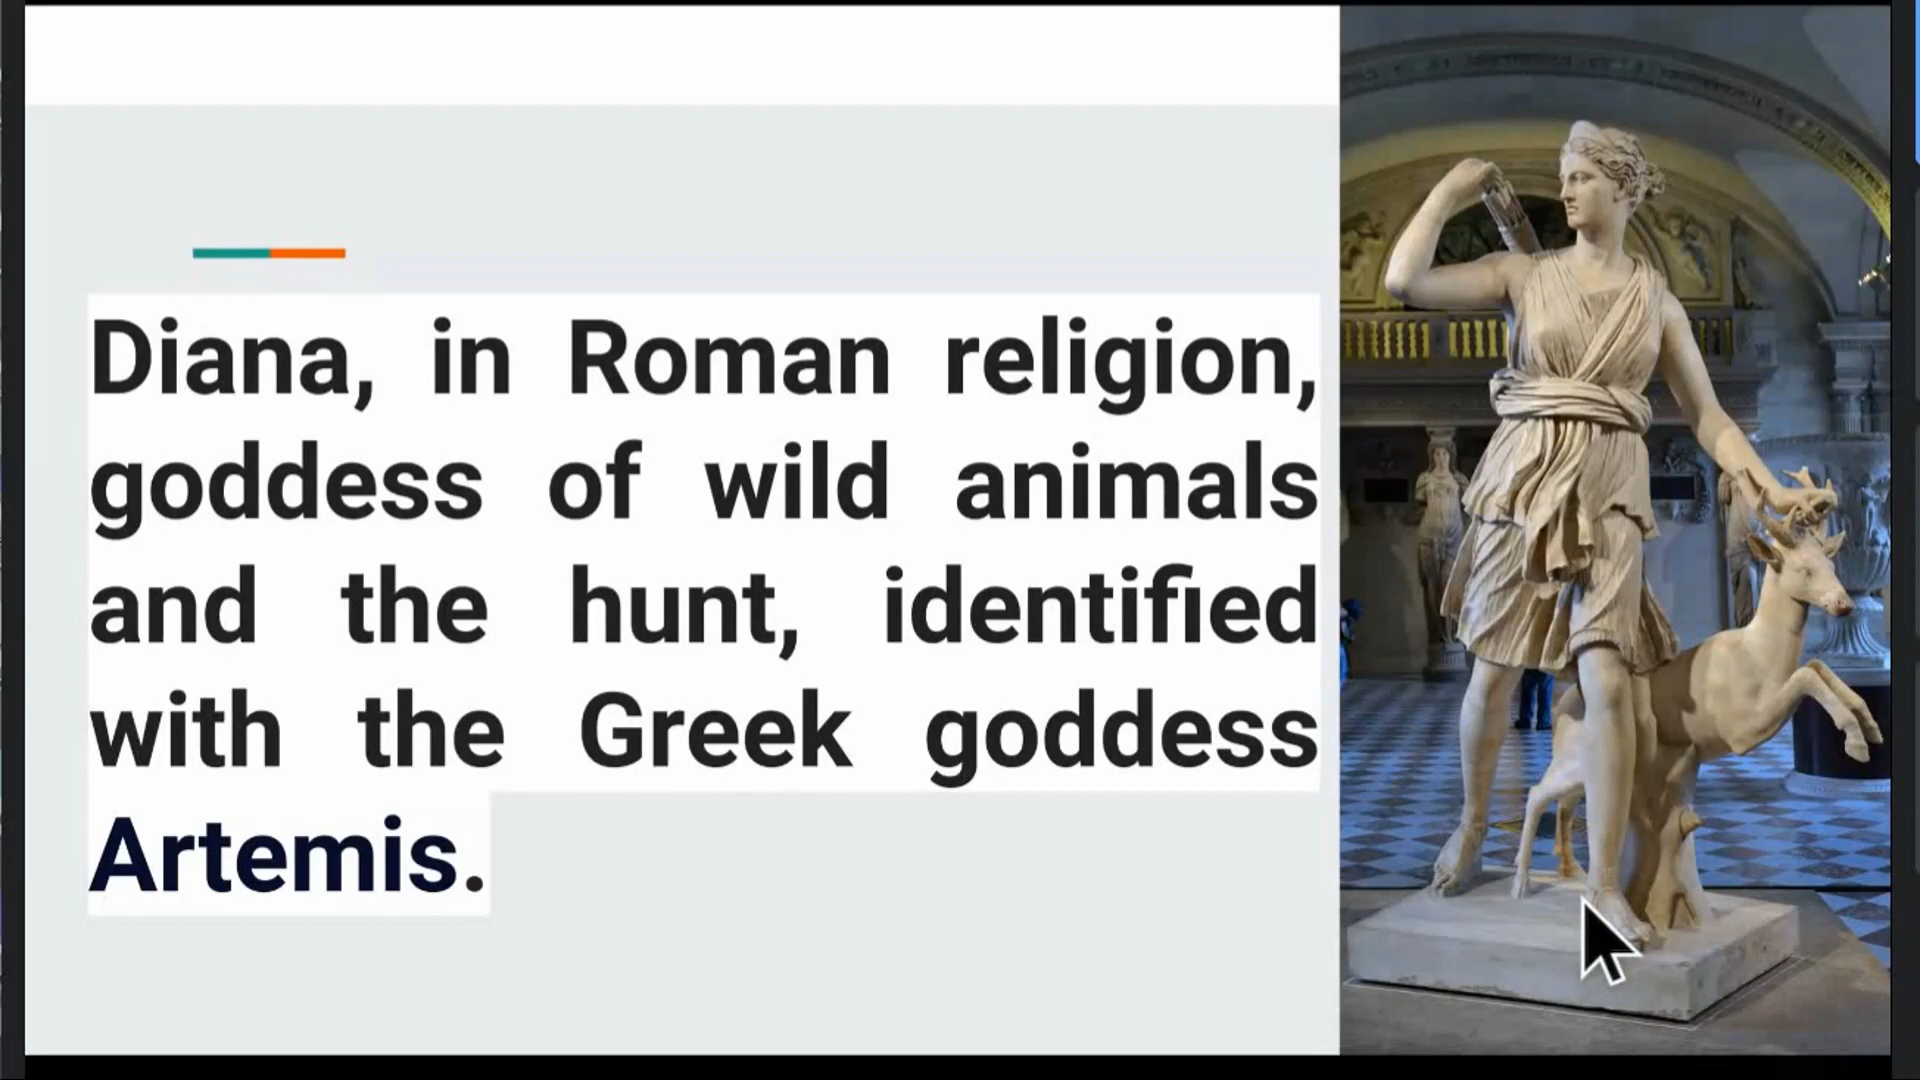 Diana, in Roman religion,
goddess of wild animals
and the hunt, identified
with the Greek goddess
Artemis.